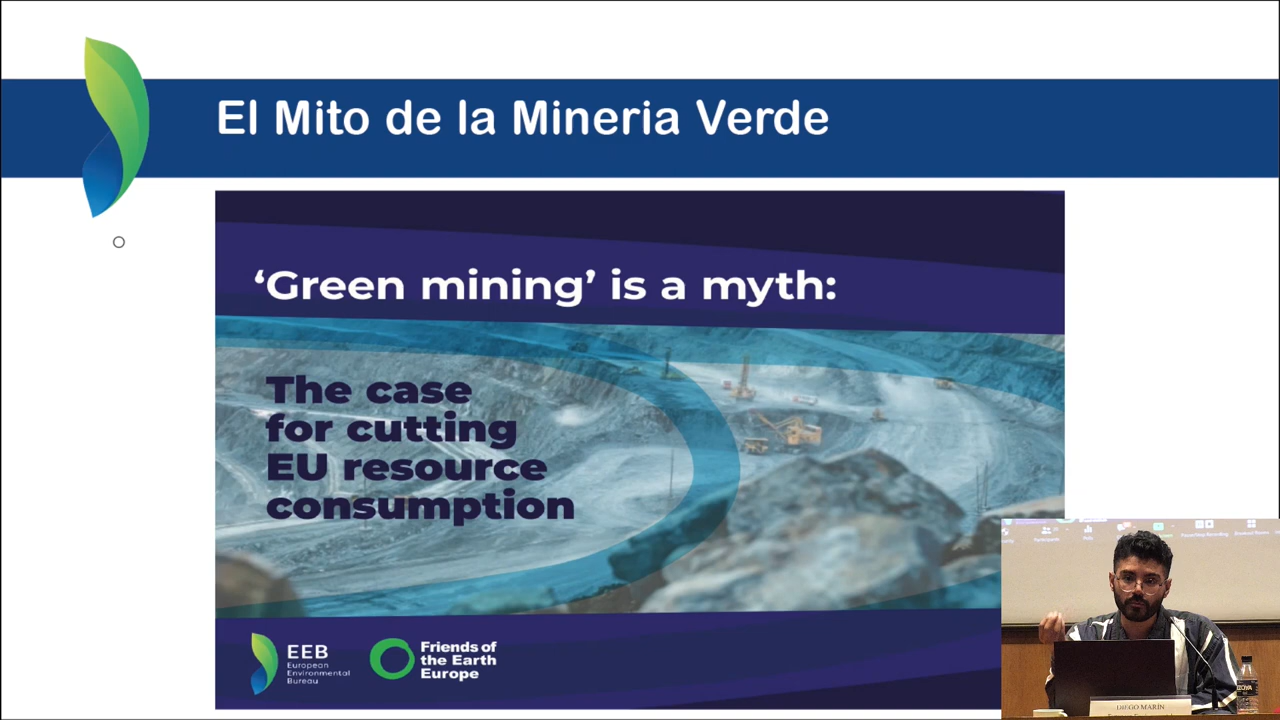 El Mito de la Mineria Verde
‘Green mining’ is a myth:
The case
for cutting
EU resource
consumption
EEB
European
Environmental
Bureau
Friends of
the Earth
Europe
Participants
DIEGO MARÍN